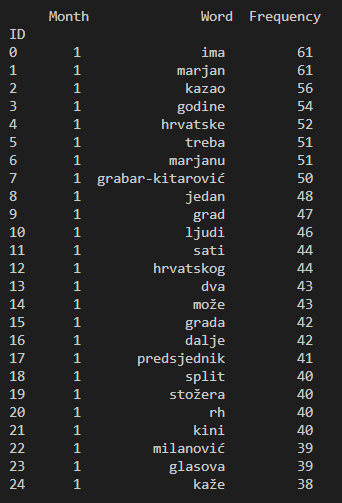 Month Word Frequency
ID
0 1 ima 61
1 1 marjan 61
2 1 kazao 56
3 1 godine 54
4 1 hrvatske 52
5 1 treba 51
6 1 marjanu 51
7 1 grabar-kitarović 50
8 1 jedan 48
9 1 grad 47
10 1 ljudi 46
11 1 sati 44
12 1 hrvatskog 44
13 1 dva 43
14 1 može 43
15 1 grada 42
16 1 dalje 42
17 1 predsjednik 41
18 1 split 40
19 1 stožera 40
20 1 rh 40
21 1 kini 40
22 1 milanović 39
23 1 glasova 39
24 1 kaže 38